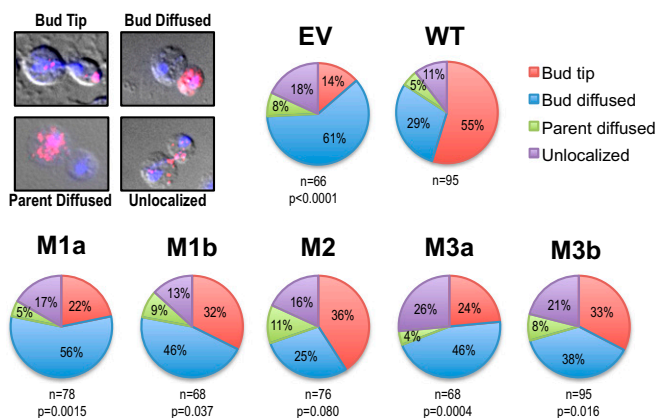 Bud Tip
Bud Diffused
Parent Diffused
Unlocalized
EV
18%
14%
8%
61%
n=66
p<0.0001
WT
11%
5%
29%
55%
n=95
Bud tip
Bud diffused
Parent diffused
Unlocalized
M1a
17%
22%
5%
56%
n=78
p=0.0015
M1b
13%
32%
9%
46%
n=68
p=0.037
M2
16%
36%
11%
25%
n=76
p=0.080
M3a
26%
24%
4%
46%
n=68
p=0.0004
M3b
21%
33%
8%
38%
n=95
p=0.016